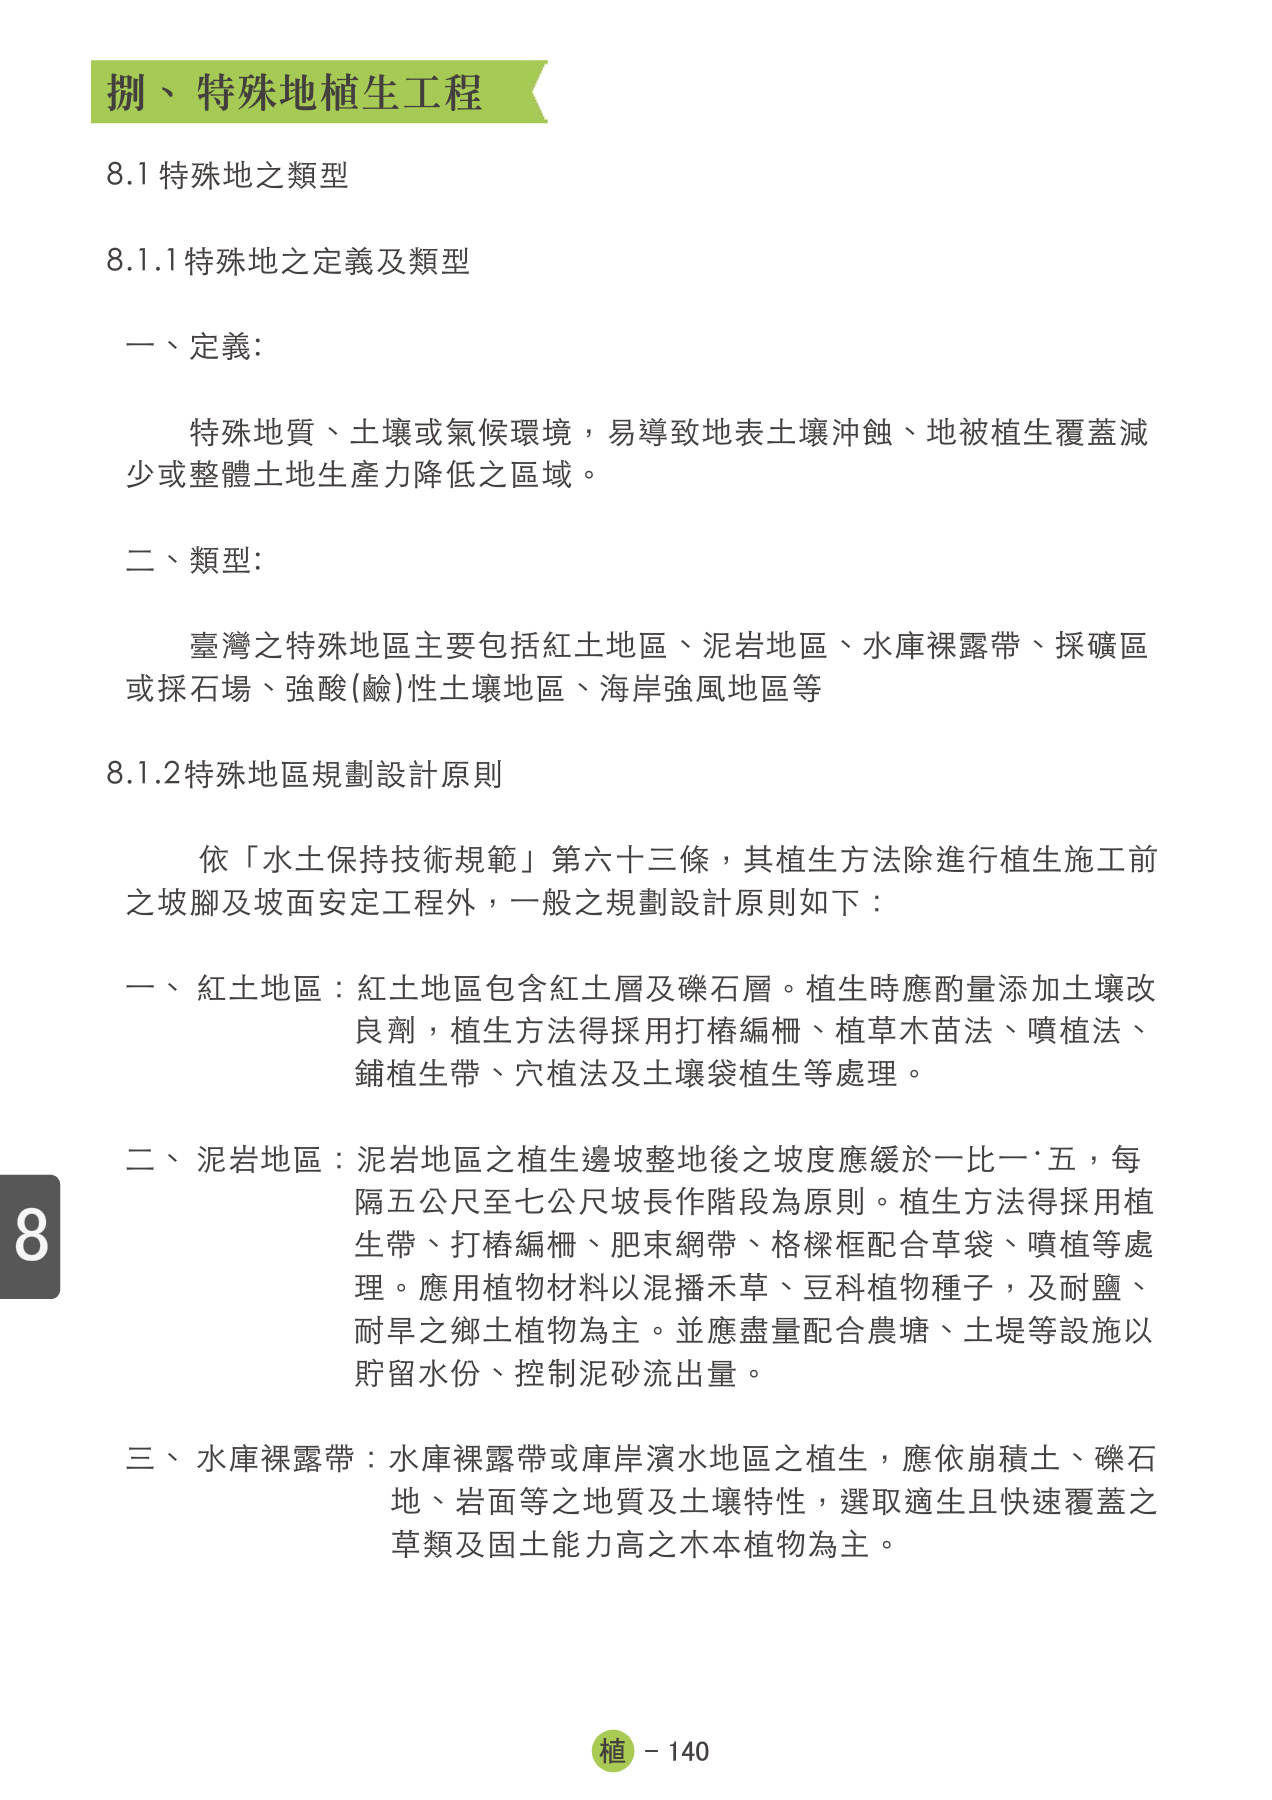 捌、特殊地植生工程
8.1 特殊地之類型
8.1.1特殊地之定義及類型
一、定義:
特殊地質、土壤或氣候環境，易導致地表土壤沖蝕、地被植生覆蓋減
少或整體土地生產力降低之區域。
二、類型:
臺灣之特殊地區主要包括紅土地區、泥岩地區、水庫裸露帶、採礦區
或採石場、強酸(鹼)性土壤地區、海岸強風地區等
8.1.2特殊地區規劃設計原則
依「水土保持技術規範」第六十三條，其植生方法除進行植生施工前
之坡腳及坡面安定工程外，一般之規劃設計原則如下：
一、 紅土地區：紅土地區包含紅土層及礫石層。植生時應酌量添加土壤改
良劑，植生方法得採用打樁編柵、植草木苗法、噴植法、
鋪植生帶、穴植法及土壤袋植生等處理。
二、 泥岩地區：泥岩地區之植生邊坡整地後之坡度應緩於一比一·五，每
隔五公尺至七公尺坡長作階段為原則。植生方法得採用植
生帶、打樁編柵、肥束網帶、格樑框配合草袋、噴植等處
理。應用植物材料以混播禾草、豆科植物種子，及耐鹽、
耐旱之鄉土植物為主。並應盡量配合農塘、土堤等設施以
貯留水份、控制泥砂流出量。
三、 水庫裸露帶：水庫裸露帶或庫岸濱水地區之植生，應依崩積土、礫石
地、岩面等之地質及土壤特性，選取適生且快速覆蓋之
草類及固土能力高之木本植物為主。
8
植 - 140